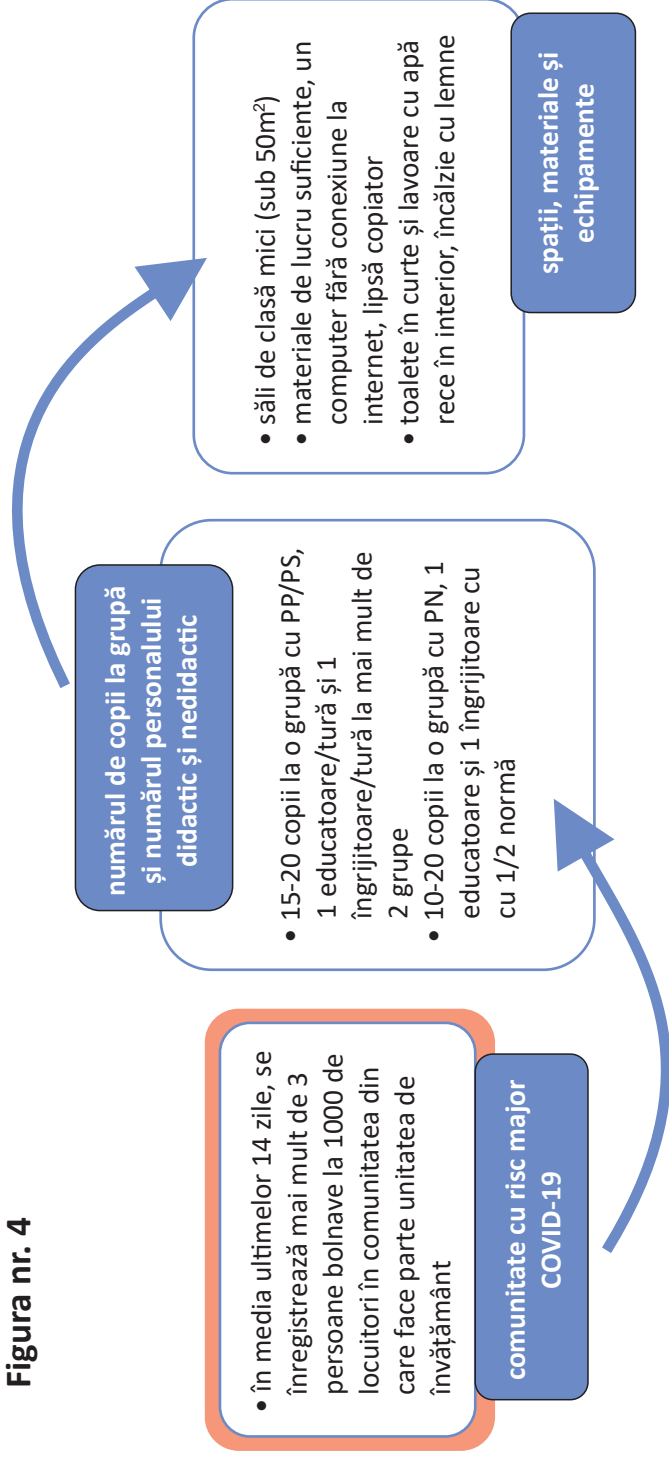 Figura nr. 4
• în media ultimelor 14 zile, se
înregistrează mai mult de 3
persoane bolnave la 1000 de
locuitori în comunitatea din
care face parte unitatea de
învățământ
comunitate cu risc major
COVID-19
numărul de copii la grupă
și numărul personalului
didactic și nedidactic
• 15-20 copii la o grupă cu PP/PS,
1 educatoare/tură și 1
îngrijitoare/tură la mai mult de
2 grupe
• 10-20 copii la o grupă cu PN, 1
educatoare și 1 îngrijitoare cu
cu 1/2 normă
• săli de clasă mici (sub 50m²)
• materiale de lucru suficiente, un
computer fără conexiune la
internet, lipsă copiator
• toalete în curte și lavoare cu apă
rece în interior, încălzie cu lemne
spații, materiale și
echipamente